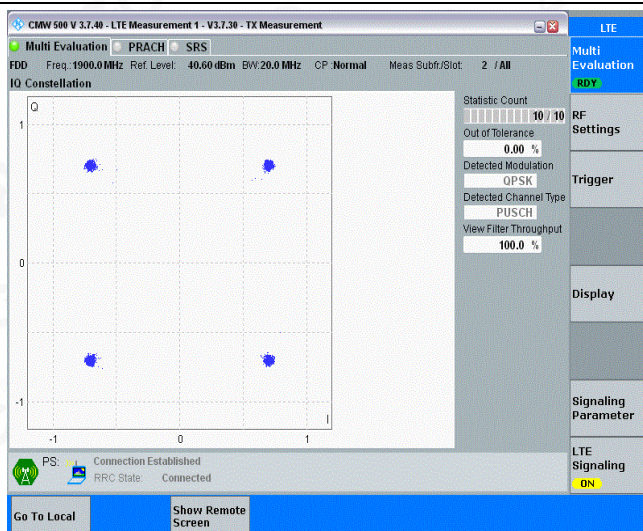 CMW 500 V 3.7.40 - LTE Measurement 1 - V3.7.30 - TX Measurement
LTE
Multi Evaluation PRACH SRS
FDD Freq.:1900.0 MHz Ref. Level: 40.60 dBm BW:20.0 MHz CP :Normal Meas Subfr./Slot: 2 / All
IQ Constellation
Q
1
0
-1
-1
0
1
I
Statistic Count
10 / 10
Out of Tolerance
0.00 %
Detected Modulation
QPSK
Detected Channel Type
PUSCH
View Filter Throughput
100.0 %
Multi
Evaluation
RDY
RF
Settings
Trigger
Display
Signaling
Parameter
LTE
Signaling
ON
PS: Connection Established
RRC State: Connected
Go To Local
Show Remote
Screen